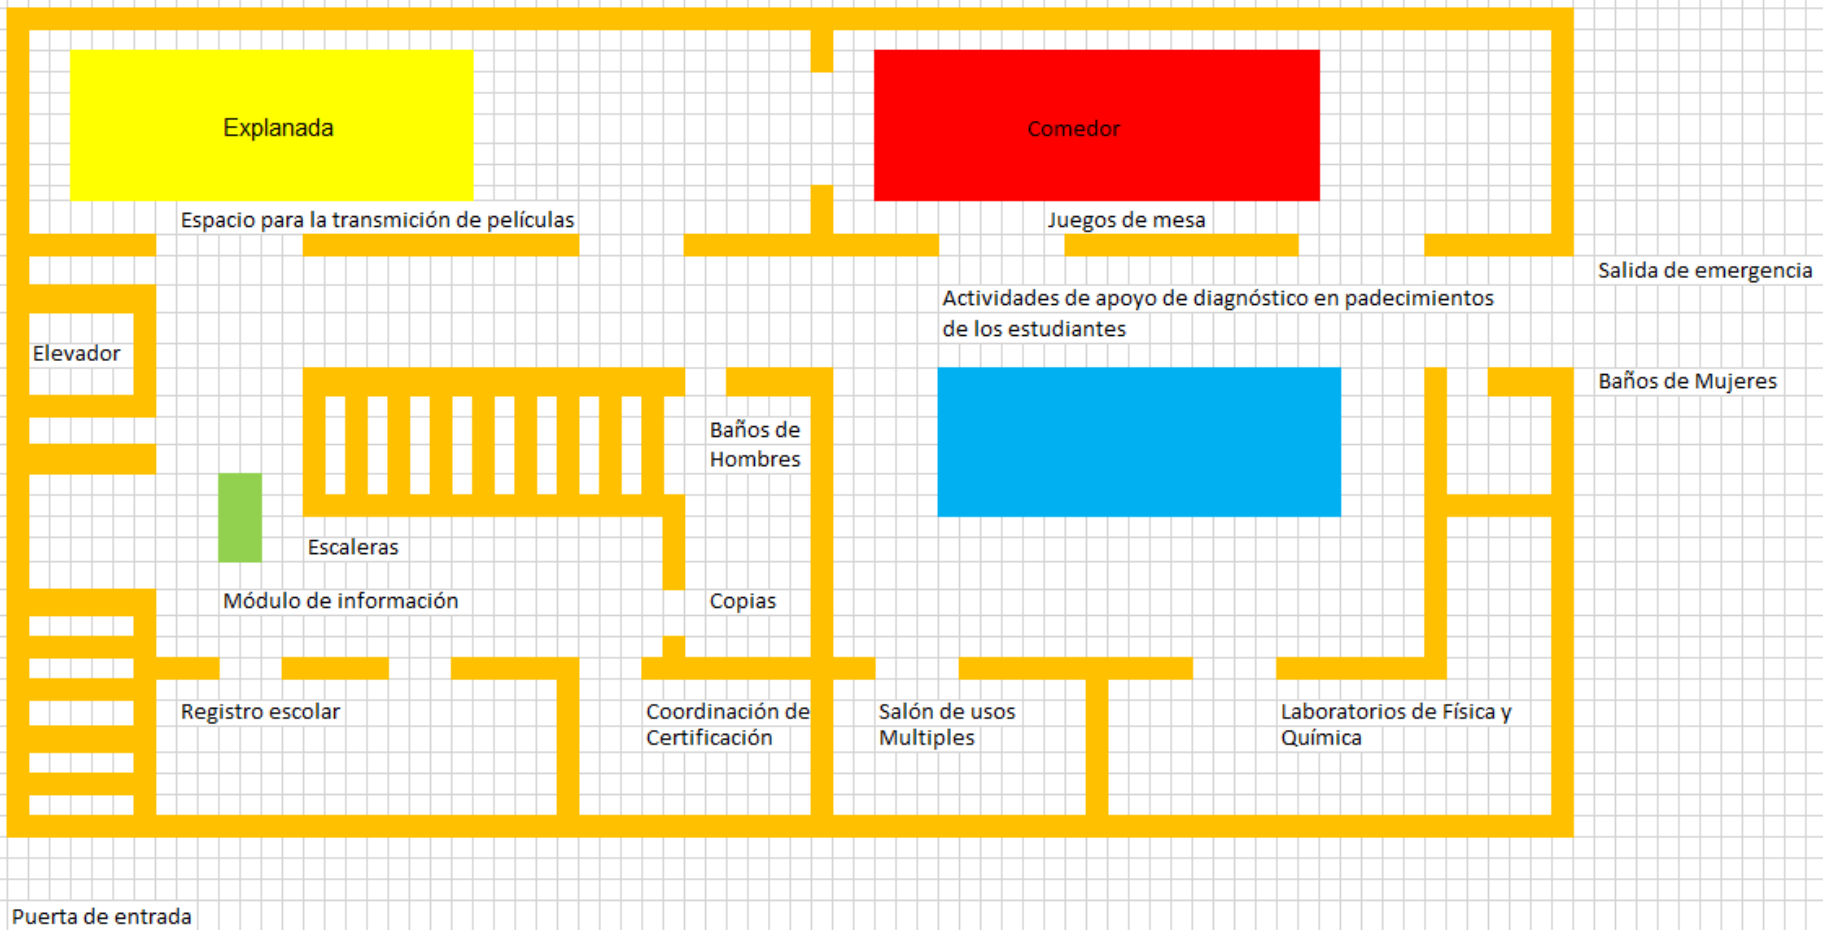 Explanada
Comedor
Espacio para la transmición de películas
Juegos de mesa
Salida de emergencia
Actividades de apoyo de diagnóstico en padecimientos
de los estudiantes
Elevador
Baños de Mujeres
Baños de
Hombres
Escaleras
Módulo de información
Copias
Registro escolar
Coordinación de
Certificación
Salón de usos
Multiples
Laboratorios de Física y
Química
Puerta de entrada